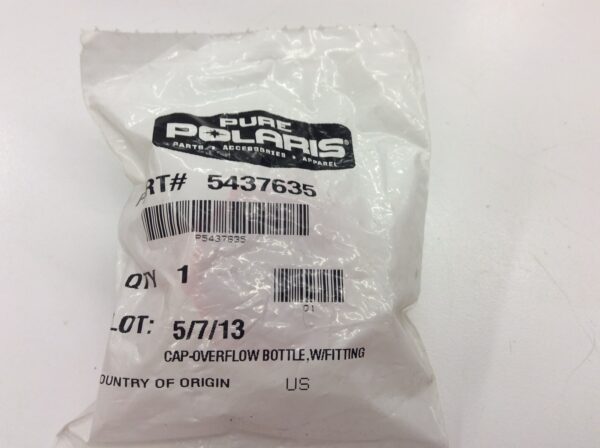 PURE
POLARIS®
PARTS • ACCESSORIES • APPAREL
PART# 5437635
P5437635
QTY 1
01
LOT: 5/7/13
CAP-OVERFLOW BOTTLE,W/FITTING
OUNTRY OF ORIGIN US